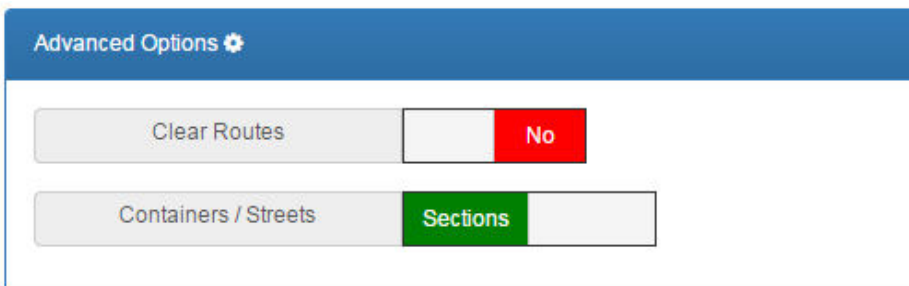 Advanced Options
Clear Routes No
Containers / Streets Sections